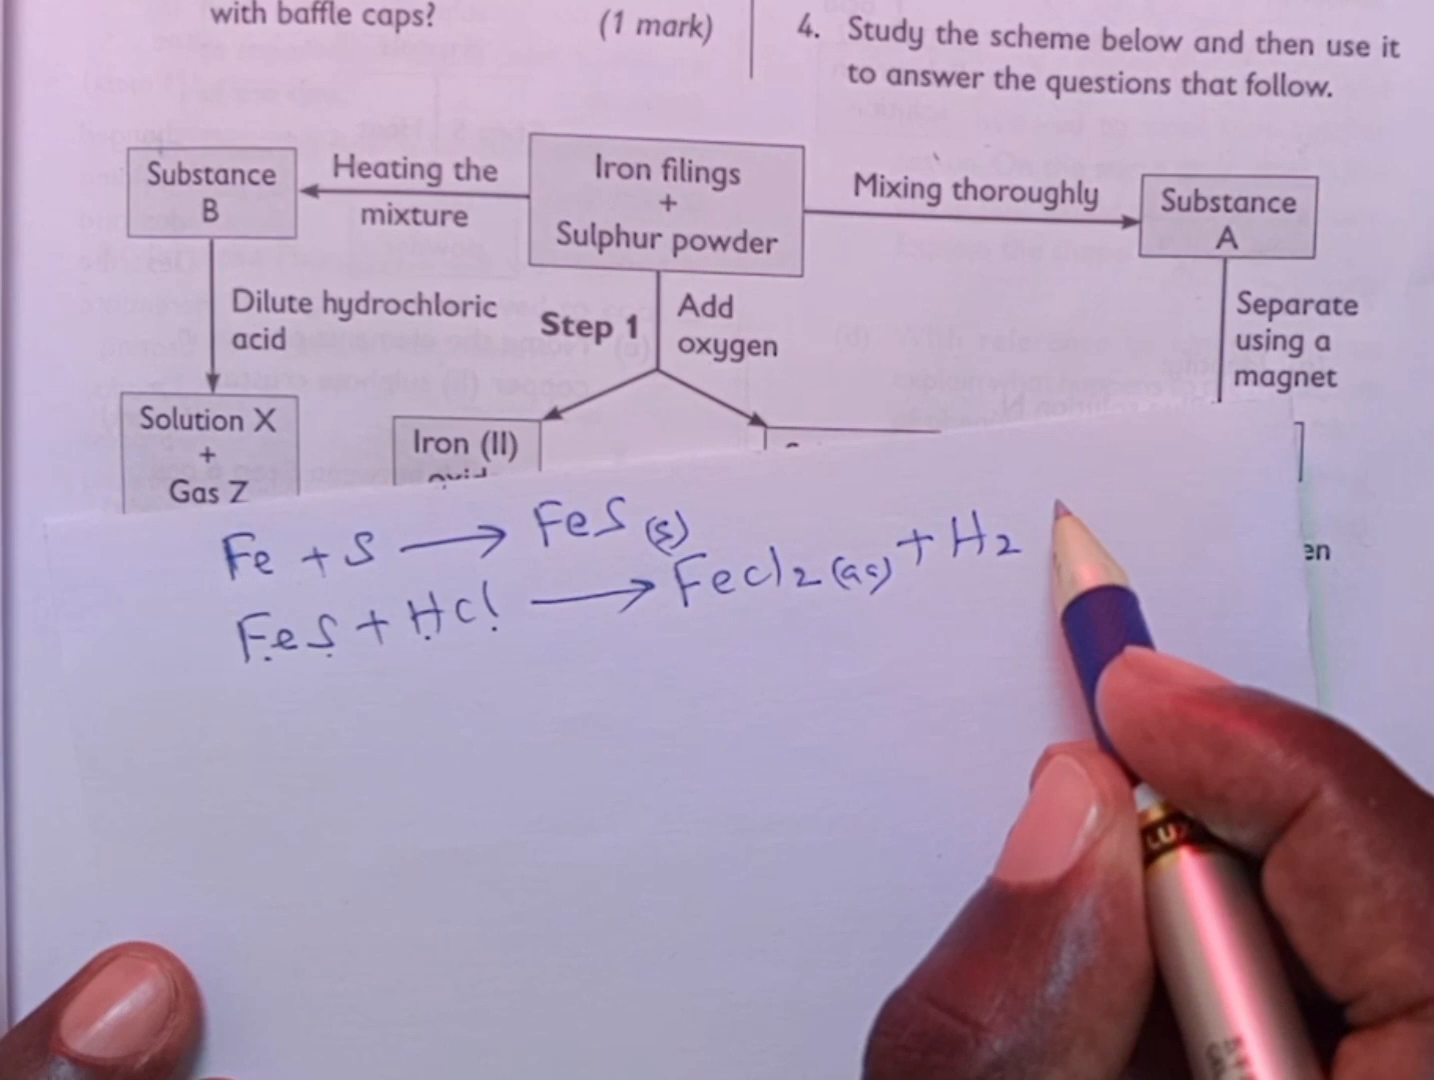 with baffle caps?
(1 mark)
4. Study the scheme below and then use it
to answer the questions that follow.
Substance
B
Heating the
mixture
Iron filings
+
Sulphur powder
Mixing thoroughly
Substance
A
Dilute hydrochloric
acid
Step 1
Add
oxygen
Separate
using a
magnet
Solution X
+
Gas Z
Iron (II)
en
Fe + S → FeS (s)
FeS + HCl → FeCl2 (aq) + H2